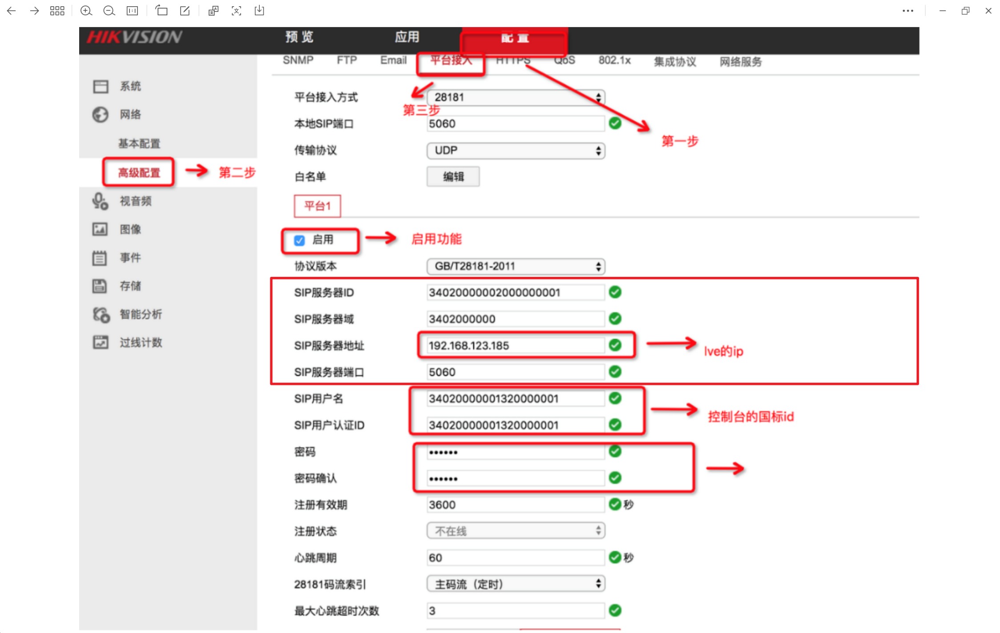 HIKVISION
预览 应用 配置
SNMP FTP Email 平台接入 HTTPS QoS 802.1x 集成协议 网络服务
系统
网络
基本配置
高级配置
第二步
视音频
图像
事件
存储
智能分析
过线计数
平台接入方式 28181
第三步
本地SIP端口 5060
第一步
传输协议 UDP
白名单 编辑
平台1
启用 启用功能
协议版本 GB/T28181-2011
SIP服务器ID 34020000002000000001
SIP服务器域 3402000000
SIP服务器地址 192.168.123.185
lve的ip
SIP服务器端口 5060
SIP用户名 34020000001320000001
控制台的国标id
SIP用户认证ID 34020000001320000001
密码 ••••••
密码确认 ••••••
注册有效期 3600 秒
注册状态 不在线
心跳周期 60 秒
28181码流索引 主码流（定时）
最大心跳超时次数 3